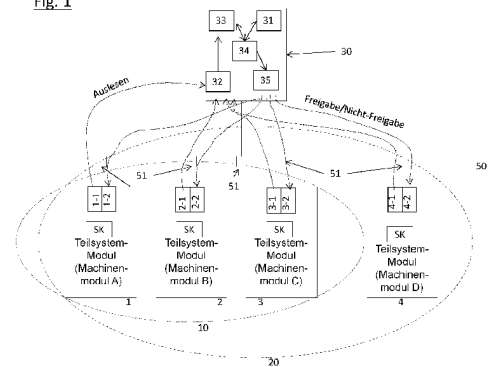 Fig. 1
33
31
34
30
32
35
Auslesen
Freigabe/Nicht-Freigabe
50
51
51
51
1-1
1-2
2-1
2-2
3-1
3-2
4-1
4-2
SK
Teilsystem-
Modul
(Machinen-
modul A)
1
SK
Teilsystem-
Modul
(Machinen-
modul B)
2
SK
Teilsystem-
Modul
(Machinen-
modul C)
3
SK
Teilsystem-
Modul
(Machinen-
modul D)
4
10
20